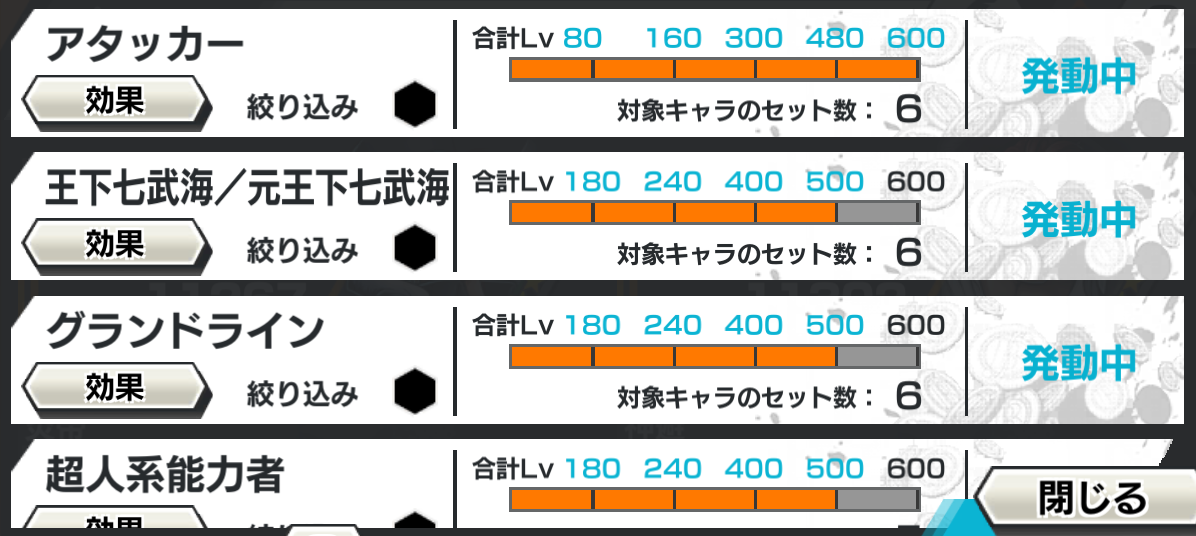 アタッカー
合計Lv 80 160 300 480 600
効果 絞り込み
対象キャラのセット数： 6
発動中
王下七武海／元王下七武海
合計Lv 180 240 400 500 600
効果 絞り込み
対象キャラのセット数： 6
発動中
グランドライン
合計Lv 180 240 400 500 600
効果 絞り込み
対象キャラのセット数： 6
発動中
超人系能力者
合計Lv 180 240 400 500 600
効果
閉じる